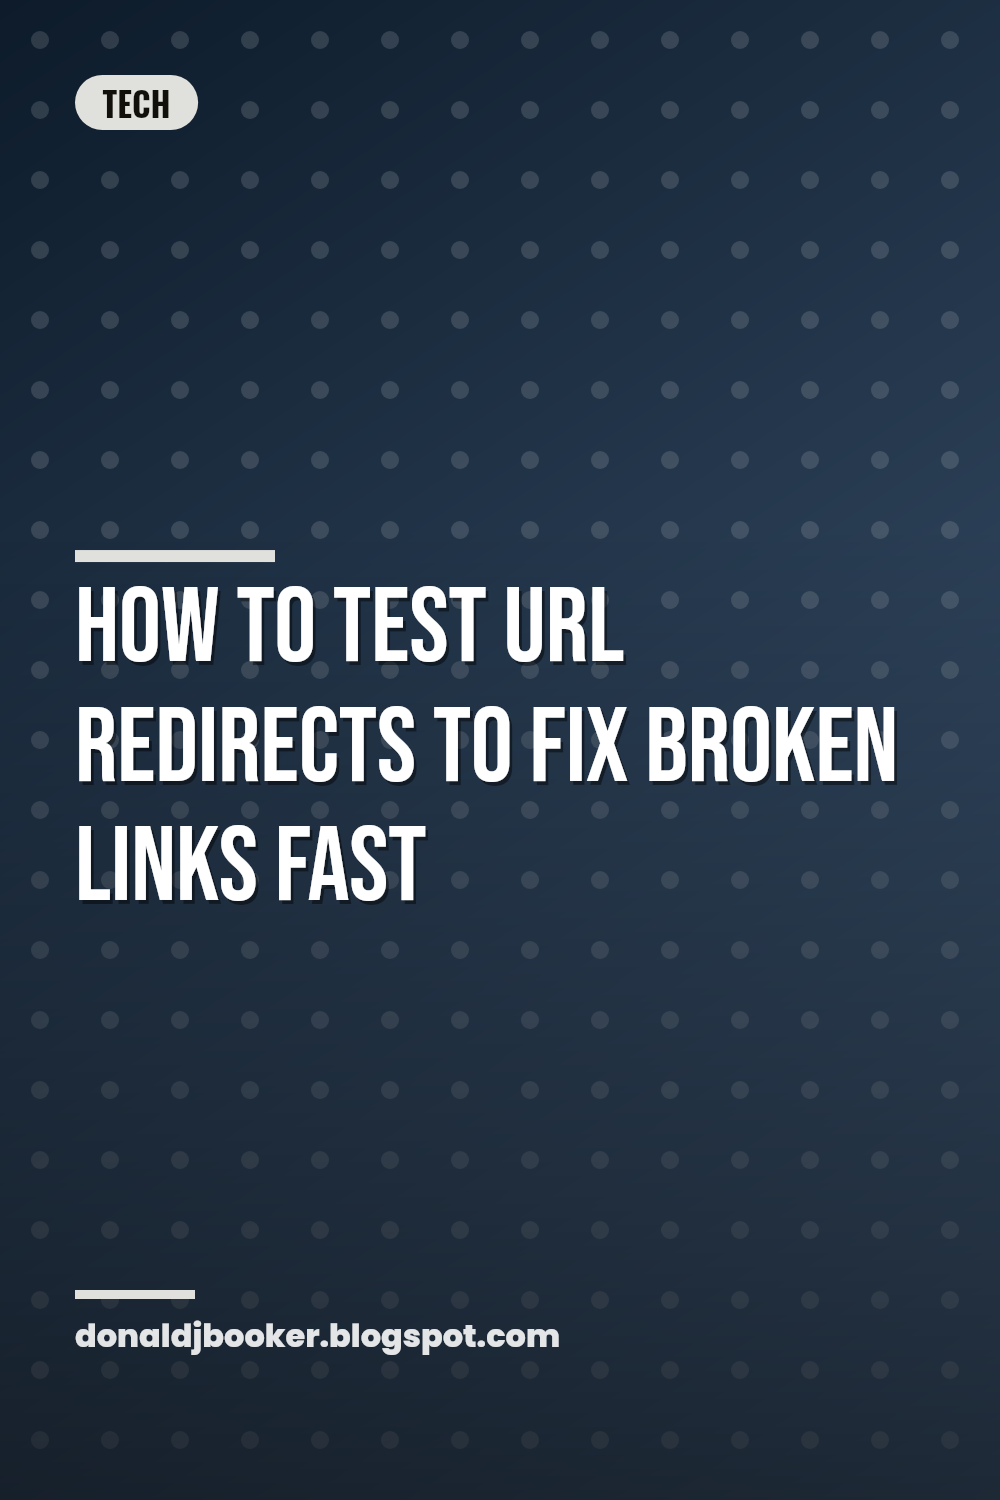 TECH
HOW TO TEST URL
REDIRECTS TO FIX BROKEN
LINKS FAST
donaldjbooker.blogspot.com